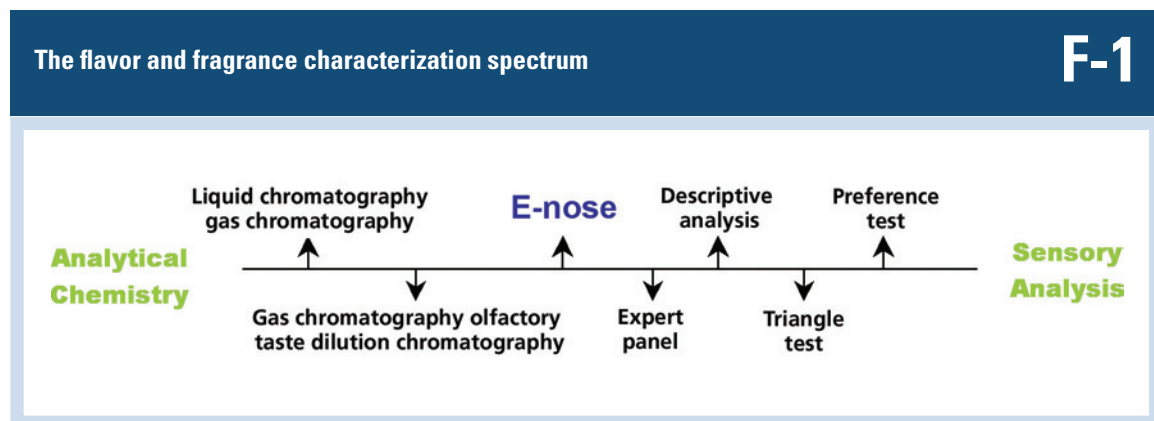 The flavor and fragrance characterization spectrum
F-1
Liquid chromatography
gas chromatography
E-nose
Descriptive
analysis
Preference
test
Analytical
Chemistry
Sensory
Analysis
Gas chromatography olfactory
taste dilution chromatography
Expert
panel
Triangle
test